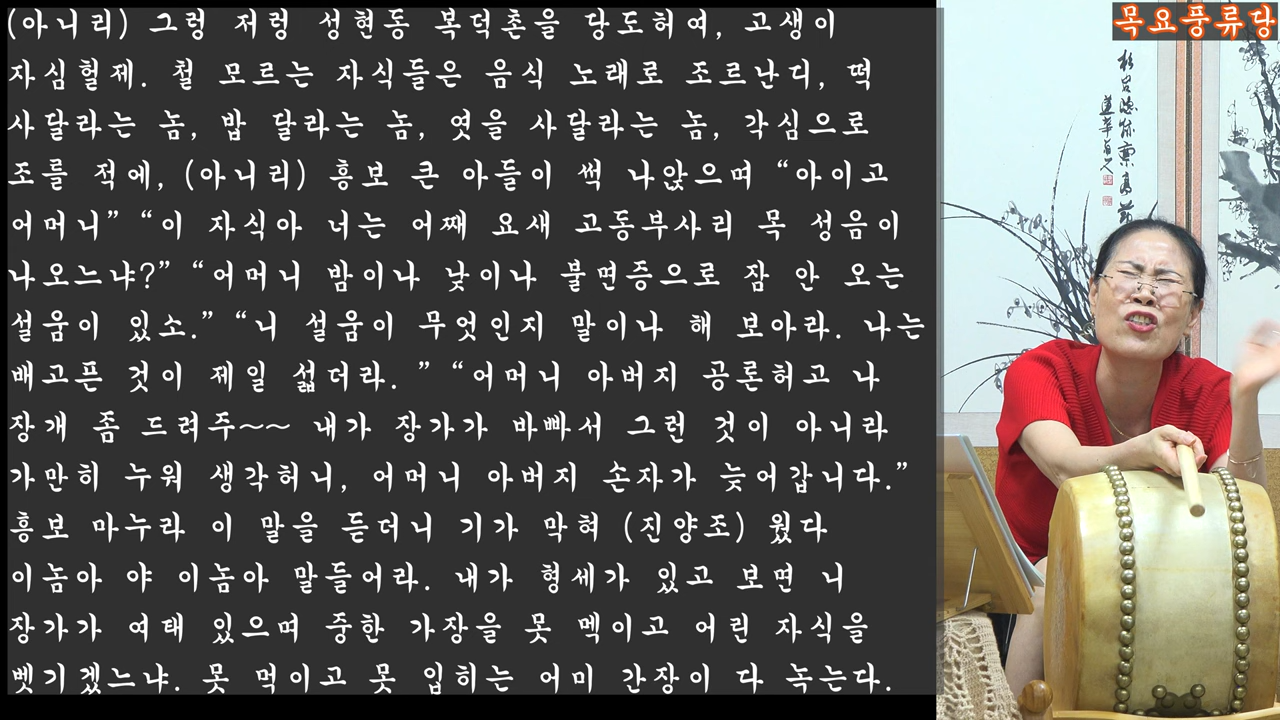 (아니리) 그렁 저렁 성현동 복덕촌을 당도허여, 고생이
자심헐제. 철 모르는 자식들은 음식 노래로 조르난디, 떡
사달라는 놈, 밥 달라는 놈, 엿을 사달라는 놈, 각심으로
조를 적에, (아니리) 흥보 큰 아들이 썩 나앉으며 “아이고
어머니” “이 자식아 너는 어째 요새 고동부사리 목 성음이
나오느냐?” “어머니 밤이나 낮이나 불면증으로 잠 안 오는
설움이 있소.” “니 설움이 무엇인지 말이나 해 보아라. 나는
배고픈 것이 제일 섧더라. ” “어머니 아버지 공론허고 나
장개 좀 드려주~~ 내가 장가가 바빠서 그런 것이 아니라
가만히 누워 생각허니, 어머니 아버지 손자가 늦어갑니다.”
흥보 마누라 이 말을 듣더니 기가 막혀 (진양조) 웠다
이놈아 야 이놈아 말들어라. 내가 형세가 있고 보면 니
장가가 여태 있으며 중한 가장을 못 멕이고 어린 자식을
벳기겠느냐. 못 먹이고 못 입히는 어미 간장이 다 녹는다.
목요풍류당